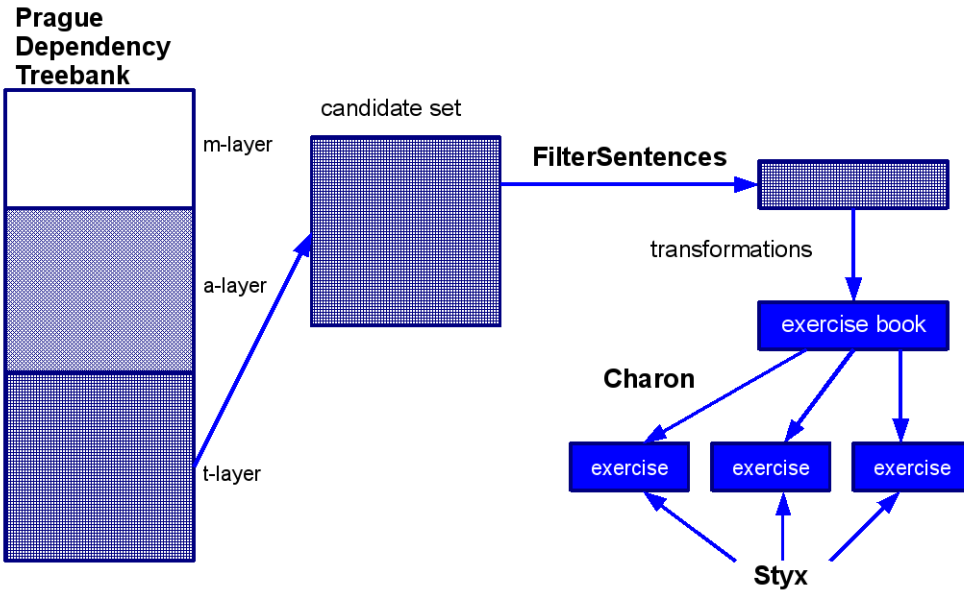 Prague
Dependency
Treebank
candidate set
m-layer
FilterSentences
transformations
a-layer
exercise book
Charon
t-layer
exercise
exercise
exercise
Styx